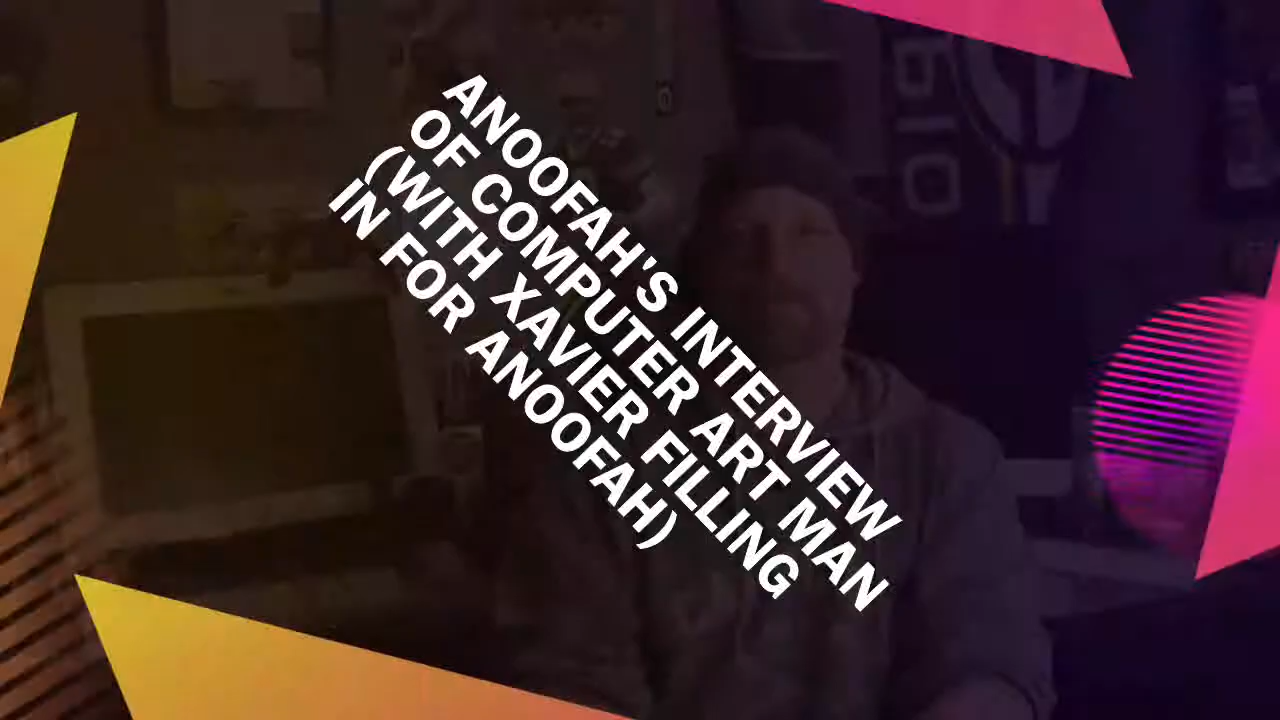 ANOOFAH'S INTERVIEW
OF COMPUTER ART MAN
(WITH XAVIER FILLING
IN FOR ANOOFAH)